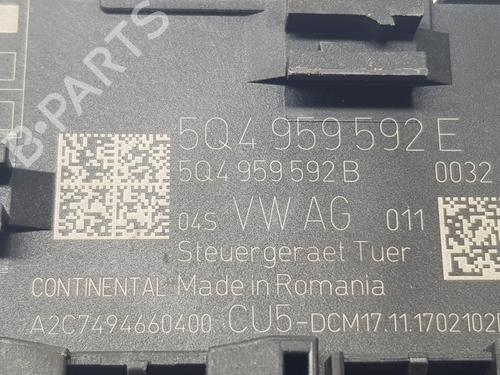 5Q4 959 592 E
5Q4 959 592 B 0032
04S VW AG 011
Steuergeraet Tuer
CONTINENTAL Made in Romania
A2C7494660400 CU5-DCM17.11.1702102
B-PARTS